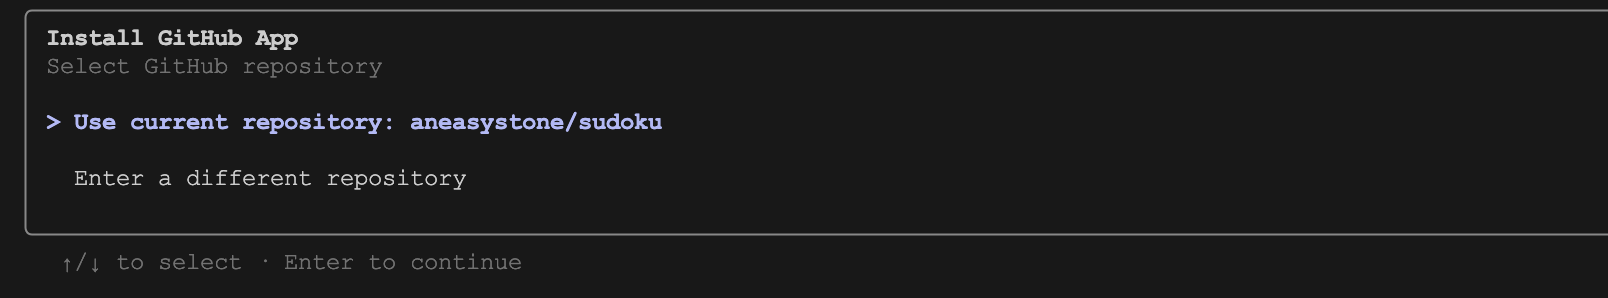 Install GitHub App
Select GitHub repository
> Use current repository: aneasystone/sudoku
Enter a different repository
↑/↓ to select · Enter to continue